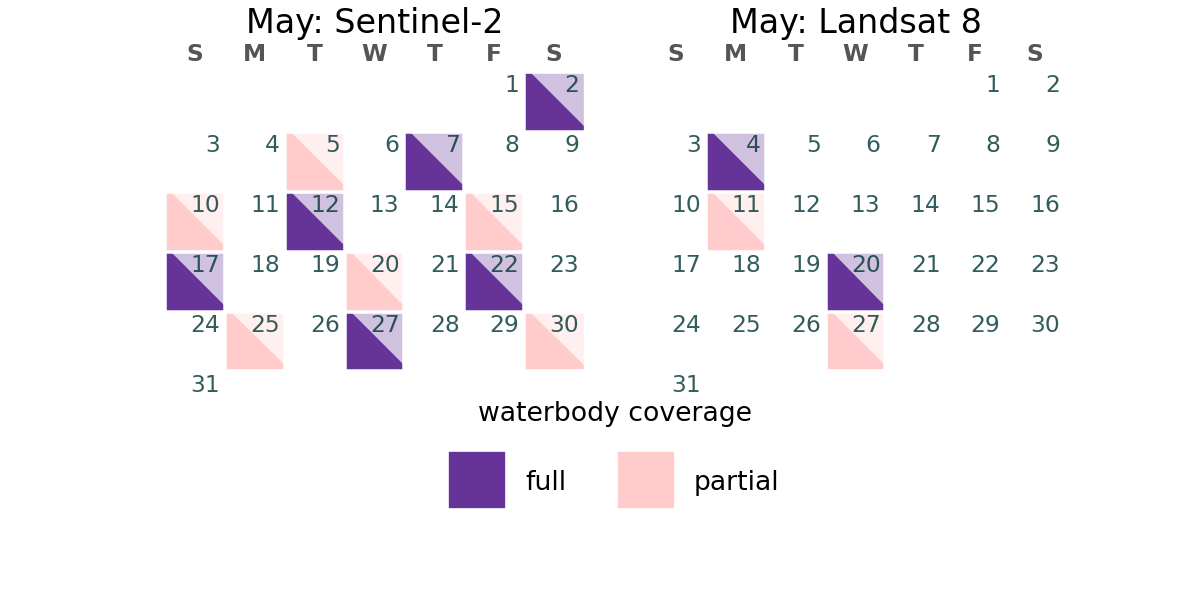 May: Sentinel-2
S M T W T F S
1 2
3 4 5 6 7 8 9
10 11 12 13 14 15 16
17 18 19 20 21 22 23
24 25 26 27 28 29 30
31
May: Landsat 8
S M T W T F S
1 2
3 4 5 6 7 8 9
10 11 12 13 14 15 16
17 18 19 20 21 22 23
24 25 26 27 28 29 30
31
waterbody coverage
full
partial